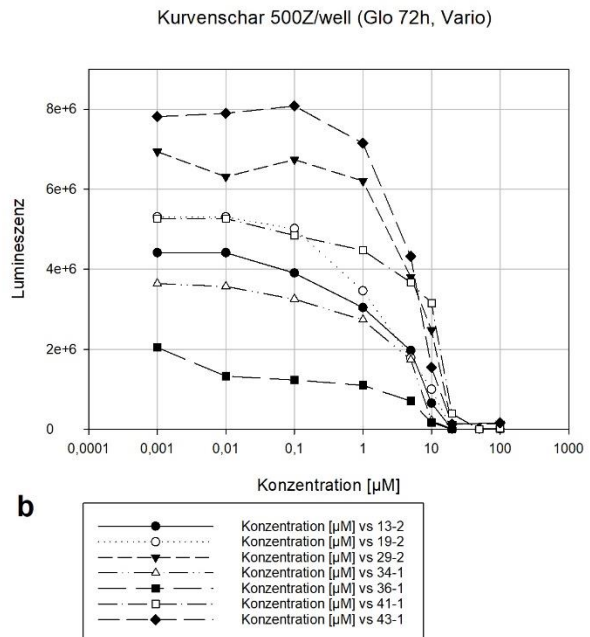 Kurvenschar 500Z/well (Glo 72h, Vario)
Lumineszenz
8e+6
6e+6
4e+6
2e+6
0
0,0001
0,001
0,01
0,1
1
10
100
1000
Konzentration [µM]
b
Konzentration [µM] vs 13-2
Konzentration [µM] vs 19-2
Konzentration [µM] vs 29-2
Konzentration [µM] vs 34-1
Konzentration [µM] vs 36-1
Konzentration [µM] vs 41-1
Konzentration [µM] vs 43-1